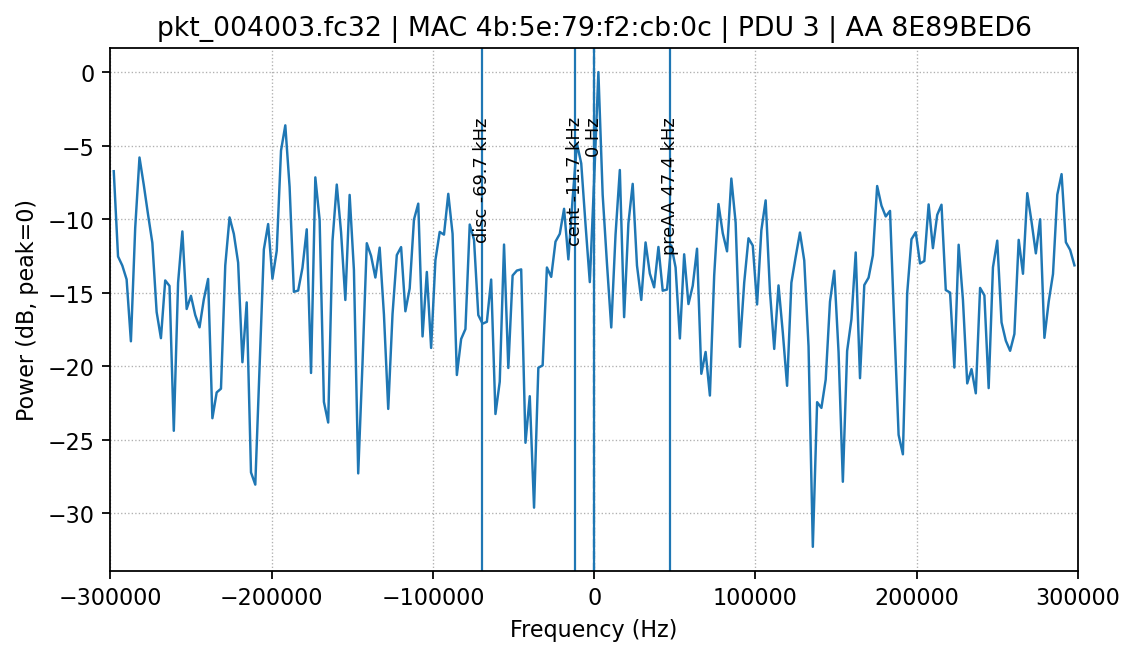 pkt_004003.fc32 | MAC 4b:5e:79:f2:cb:0c | PDU 3 | AA 8E89BED6
Power (dB, peak=0)
0
−5
−10
−15
−20
−25
−30
disc -69.7 kHz
cent -11.7 kHz
0 Hz
preAA 47.4 kHz
−300000
−200000
−100000
0
100000
200000
300000
Frequency (Hz)